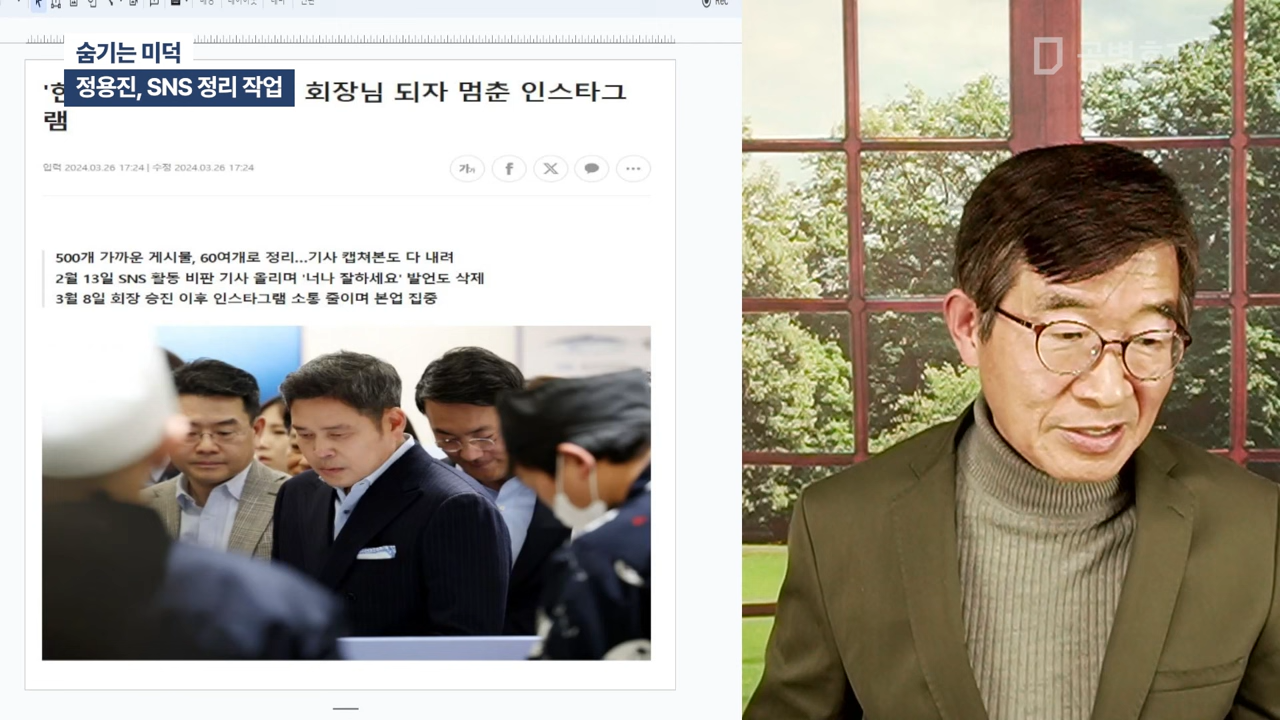 숨기는 미덕
정용진, SNS 정리 작업
회장님 되자 멈춘 인스타그
램
입력 2024.03.26 17:24 | 수정 2024.03.26 17:24
가가
500개 가까운 게시물, 60여개로 정리...기사 캡쳐본도 다 내려
2월 13일 SNS 활동 비판 기사 올리며 '너나 잘하세요' 발언도 삭제
3월 8일 회장 승진 이후 인스타그램 소통 줄이며 본업 집중